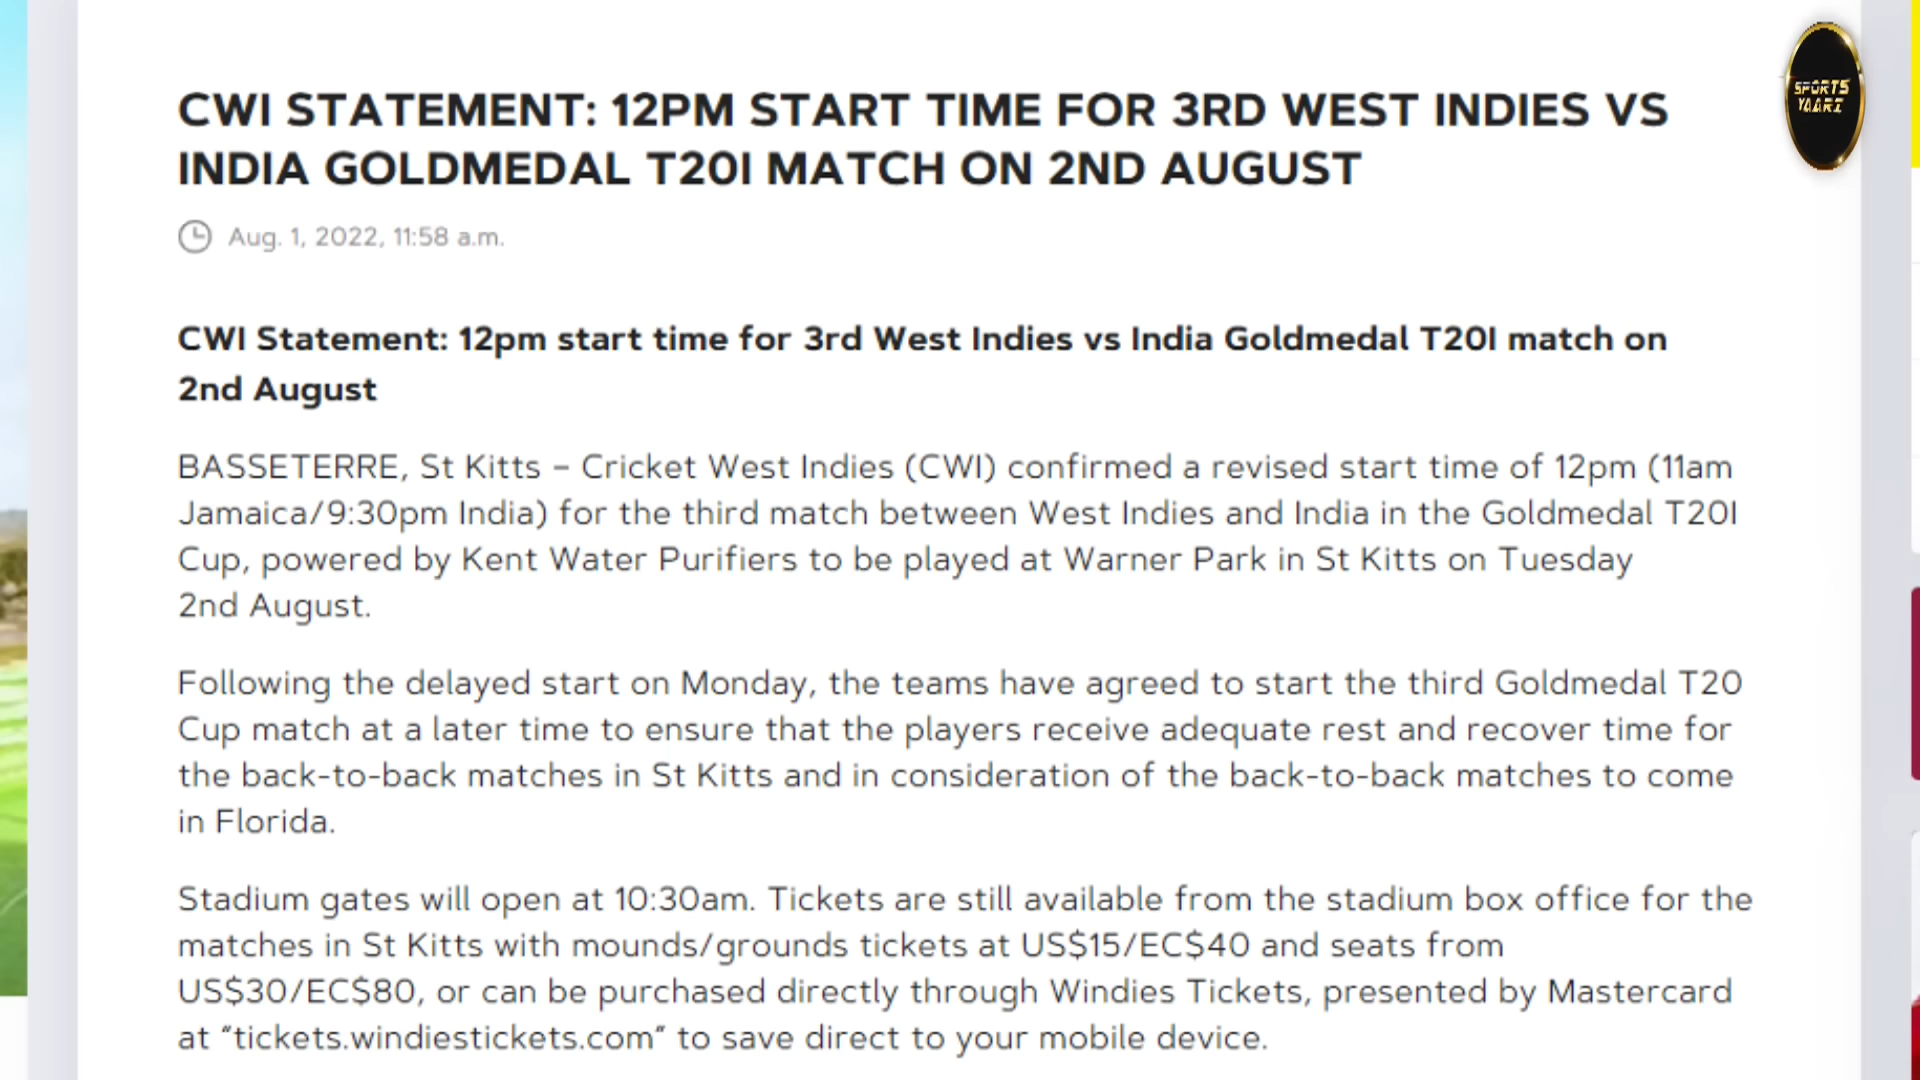 CWI STATEMENT: 12PM START TIME FOR 3RD WEST INDIES VS
INDIA GOLDMEDAL T20I MATCH ON 2ND AUGUST
Aug. 1, 2022, 11:58 a.m.
CWI Statement: 12pm start time for 3rd West Indies vs India Goldmedal T20I match on
2nd August
BASSETERRE, St Kitts – Cricket West Indies (CWI) confirmed a revised start time of 12pm (11am
Jamaica/9:30pm India) for the third match between West Indies and India in the Goldmedal T20I
Cup, powered by Kent Water Purifiers to be played at Warner Park in St Kitts on Tuesday
2nd August.
Following the delayed start on Monday, the teams have agreed to start the third Goldmedal T20
Cup match at a later time to ensure that the players receive adequate rest and recover time for
the back-to-back matches in St Kitts and in consideration of the back-to-back matches to come
in Florida.
Stadium gates will open at 10:30am. Tickets are still available from the stadium box office for the
matches in St Kitts with mounds/grounds tickets at US$15/EC$40 and seats from
US$30/EC$80, or can be purchased directly through Windies Tickets, presented by Mastercard
at “tickets.windiestickets.com” to save direct to your mobile device.
SPORTS
YAARI